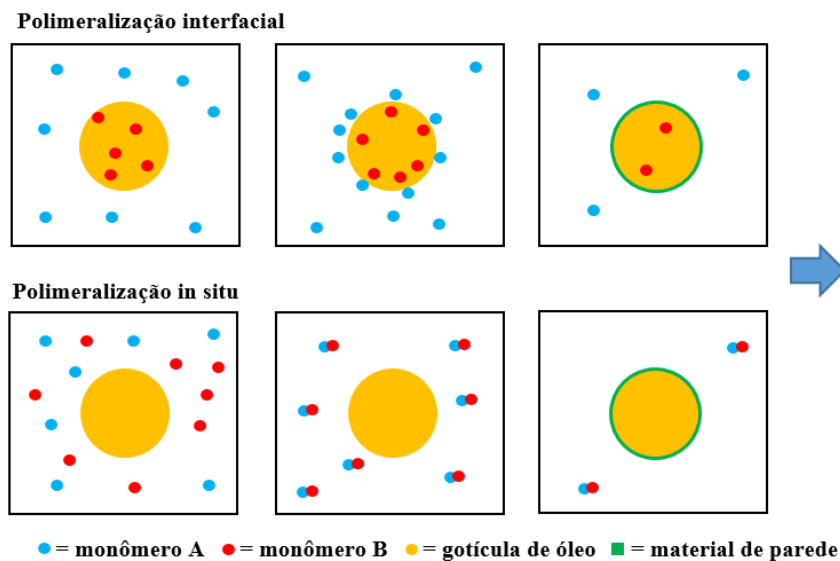 Polimeralização interfacial
Polimeralização in situ
= monômero A = monômero B = gotícula de óleo = material de parede